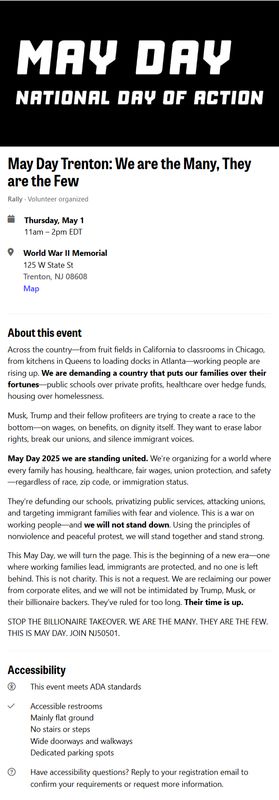 MAY DAY
NATIONAL DAY OF ACTION
May Day Trenton: We are the Many, They
are the Few
Rally · Volunteer organized
Thursday, May 1
11am – 2pm EDT
World War II Memorial
125 W State St
Trenton, NJ 08608
Map
About this event
Across the country—from fruit fields in California to classrooms in Chicago,
from kitchens in Queens to loading docks in Atlanta—working people are
rising up. We are demanding a country that puts our families over their
fortunes—public schools over private profits, healthcare over hedge funds,
housing over homelessness.
Musk, Trump and their fellow profiteers are trying to create a race to the
bottom—on wages, on benefits, on dignity itself. They want to erase labor
rights, break our unions, and silence immigrant voices.
May Day 2025 we are standing united. We're organizing for a world where
every family has housing, healthcare, fair wages, union protection, and safety
—regardless of race, zip code, or immigration status.
They're defunding our schools, privatizing public services, attacking unions,
and targeting immigrant families with fear and violence. This is a war on
working people—and we will not stand down. Using the principles of
nonviolence and peaceful protest, we will stand together and stand strong.
This May Day, we will turn the page. This is the beginning of a new era—one
where working families lead, immigrants are protected, and no one is left
behind. This is not charity. This is not a request. We are reclaiming our power
from corporate elites, and we will not be intimidated by Trump, Musk, or
their billionaire backers. They've ruled for too long. Their time is up.
STOP THE BILLIONAIRE TAKEOVER. WE ARE THE MANY. THEY ARE THE FEW.
THIS IS MAY DAY. JOIN NJ50501.
Accessibility
This event meets ADA standards
Accessible restrooms
Mainly flat ground
No stairs or steps
Wide doorways and walkways
Dedicated parking spots
Have accessibility questions? Reply to your registration email to
confirm your requirements or request more information.